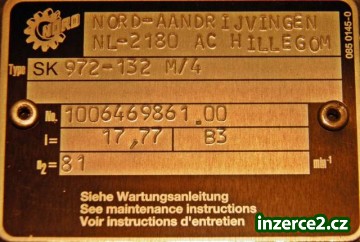 NORD
NORD-AANDRIJVINGEN
NL-2180 AC HILLEGOM
Type SK 972-132 M/4
No. 1006469861.00
i= 17,77 B3
n2= 81 min-1
Siehe Wartungsanleitung
See maintenance instructions
Voir instructions d'entretien
085 0145-0
inzerce2.cz